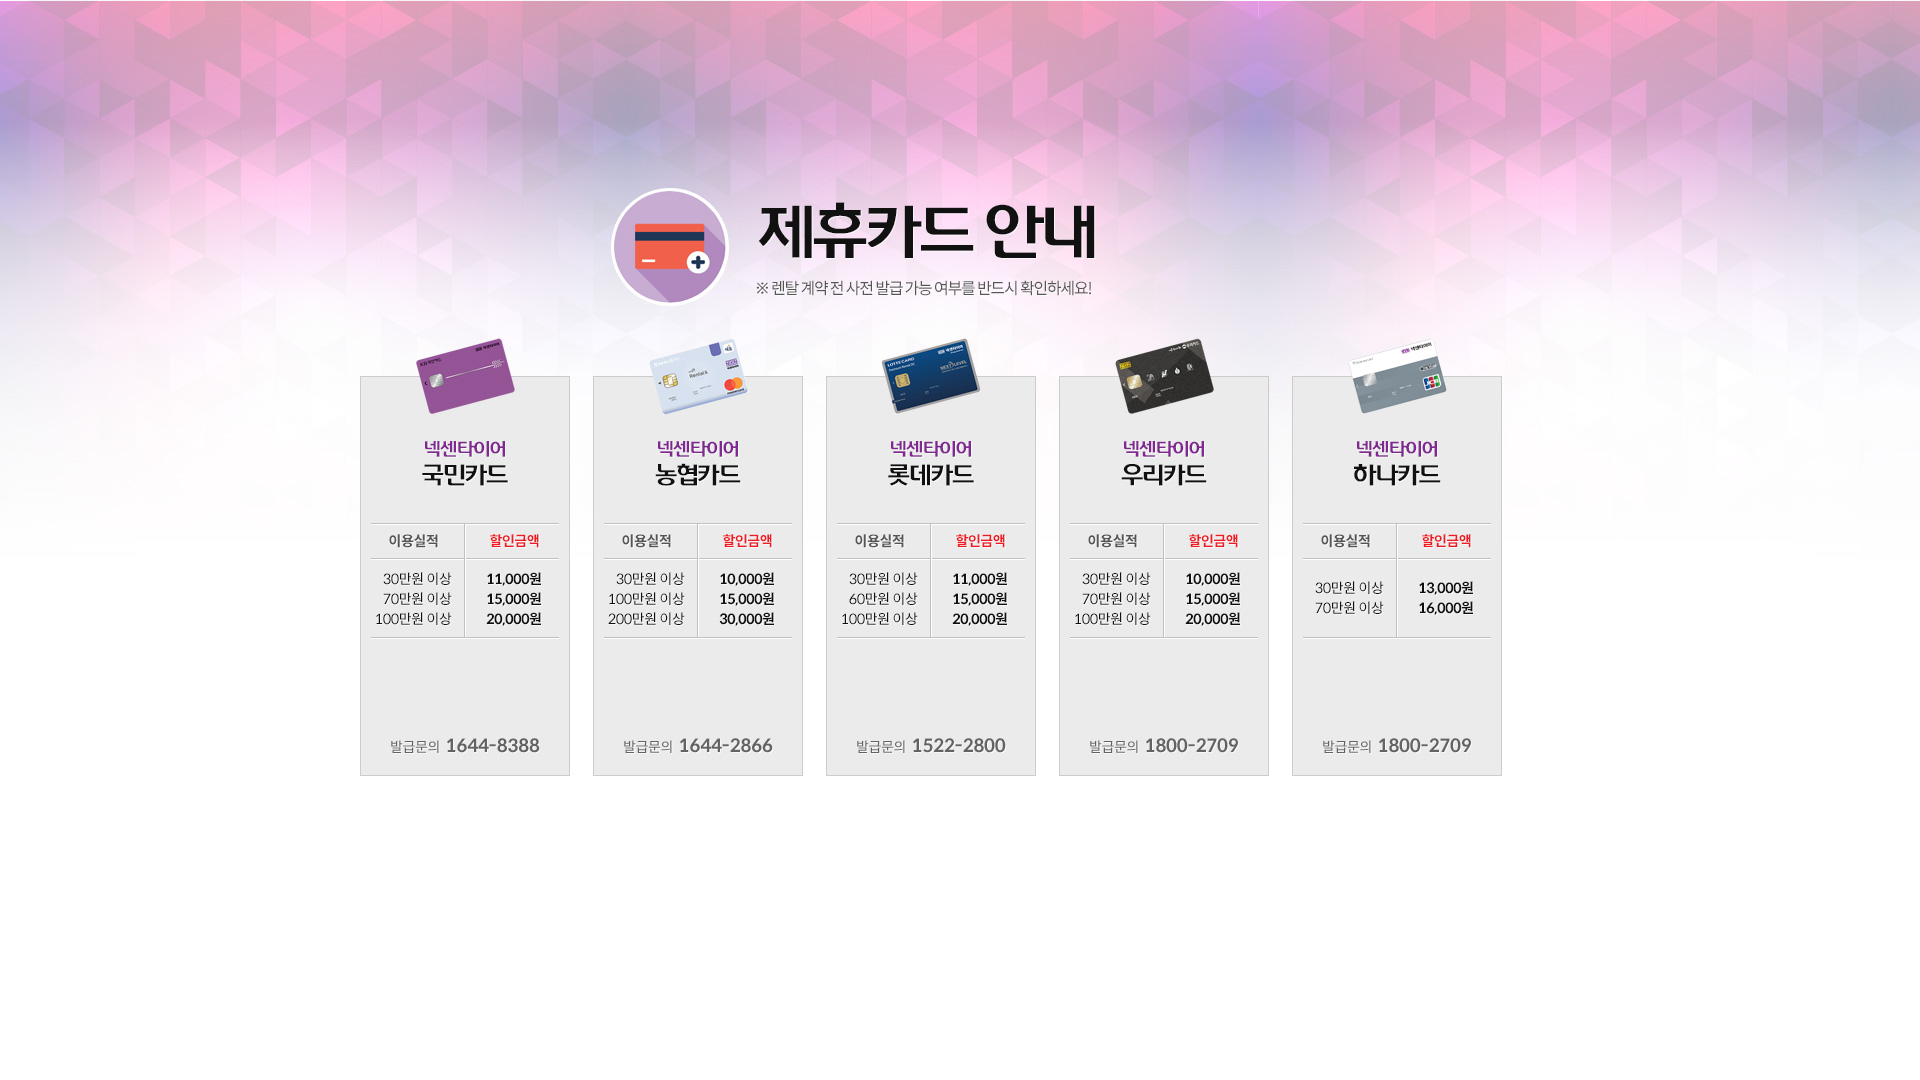 제휴카드 안내
※ 렌탈 계약 전 사전 발급 가능 여부를 반드시 확인하세요!
넥센타이어
국민카드
이용실적 할인금액
30만원 이상 11,000원
70만원 이상 15,000원
100만원 이상 20,000원
발급문의 1644-8388
넥센타이어
농협카드
이용실적 할인금액
30만원 이상 10,000원
100만원 이상 15,000원
200만원 이상 30,000원
발급문의 1644-2866
LOTTE CARD
넥센타이어
롯데카드
이용실적 할인금액
30만원 이상 11,000원
60만원 이상 15,000원
100만원 이상 20,000원
발급문의 1522-2800
넥센타이어
우리카드
이용실적 할인금액
30만원 이상 10,000원
70만원 이상 15,000원
100만원 이상 20,000원
발급문의 1800-2709
JCB
넥센타이어
하나카드
이용실적 할인금액
30만원 이상 13,000원
70만원 이상 16,000원
발급문의 1800-2709